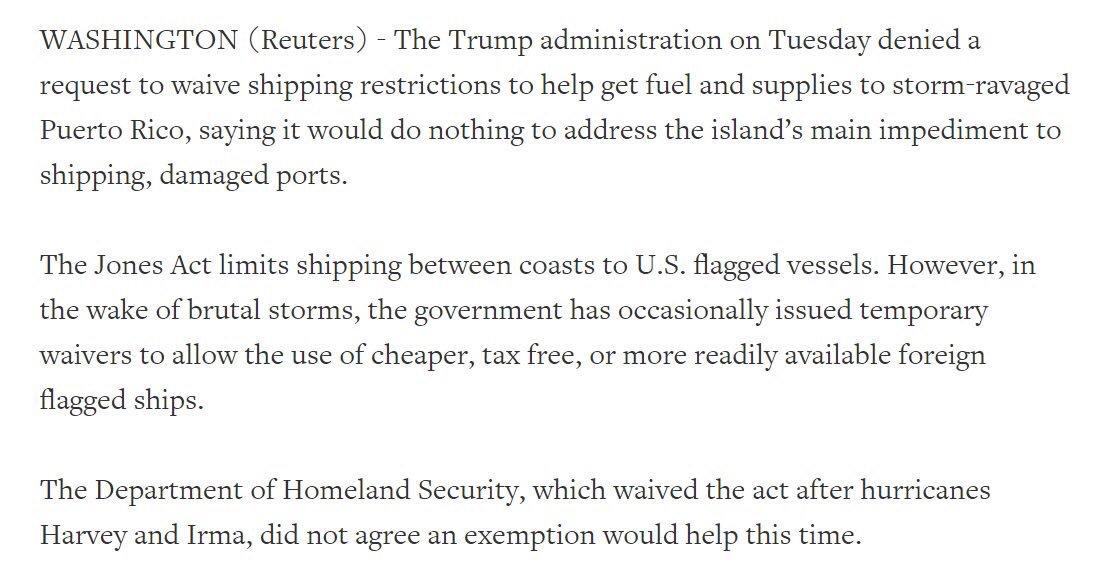 WASHINGTON (Reuters) - The Trump administration on Tuesday denied a
request to waive shipping restrictions to help get fuel and supplies to storm-ravaged
Puerto Rico, saying it would do nothing to address the island’s main impediment to
shipping, damaged ports.
The Jones Act limits shipping between coasts to U.S. flagged vessels. However, in
the wake of brutal storms, the government has occasionally issued temporary
waivers to allow the use of cheaper, tax free, or more readily available foreign
flagged ships.
The Department of Homeland Security, which waived the act after hurricanes
Harvey and Irma, did not agree an exemption would help this time.